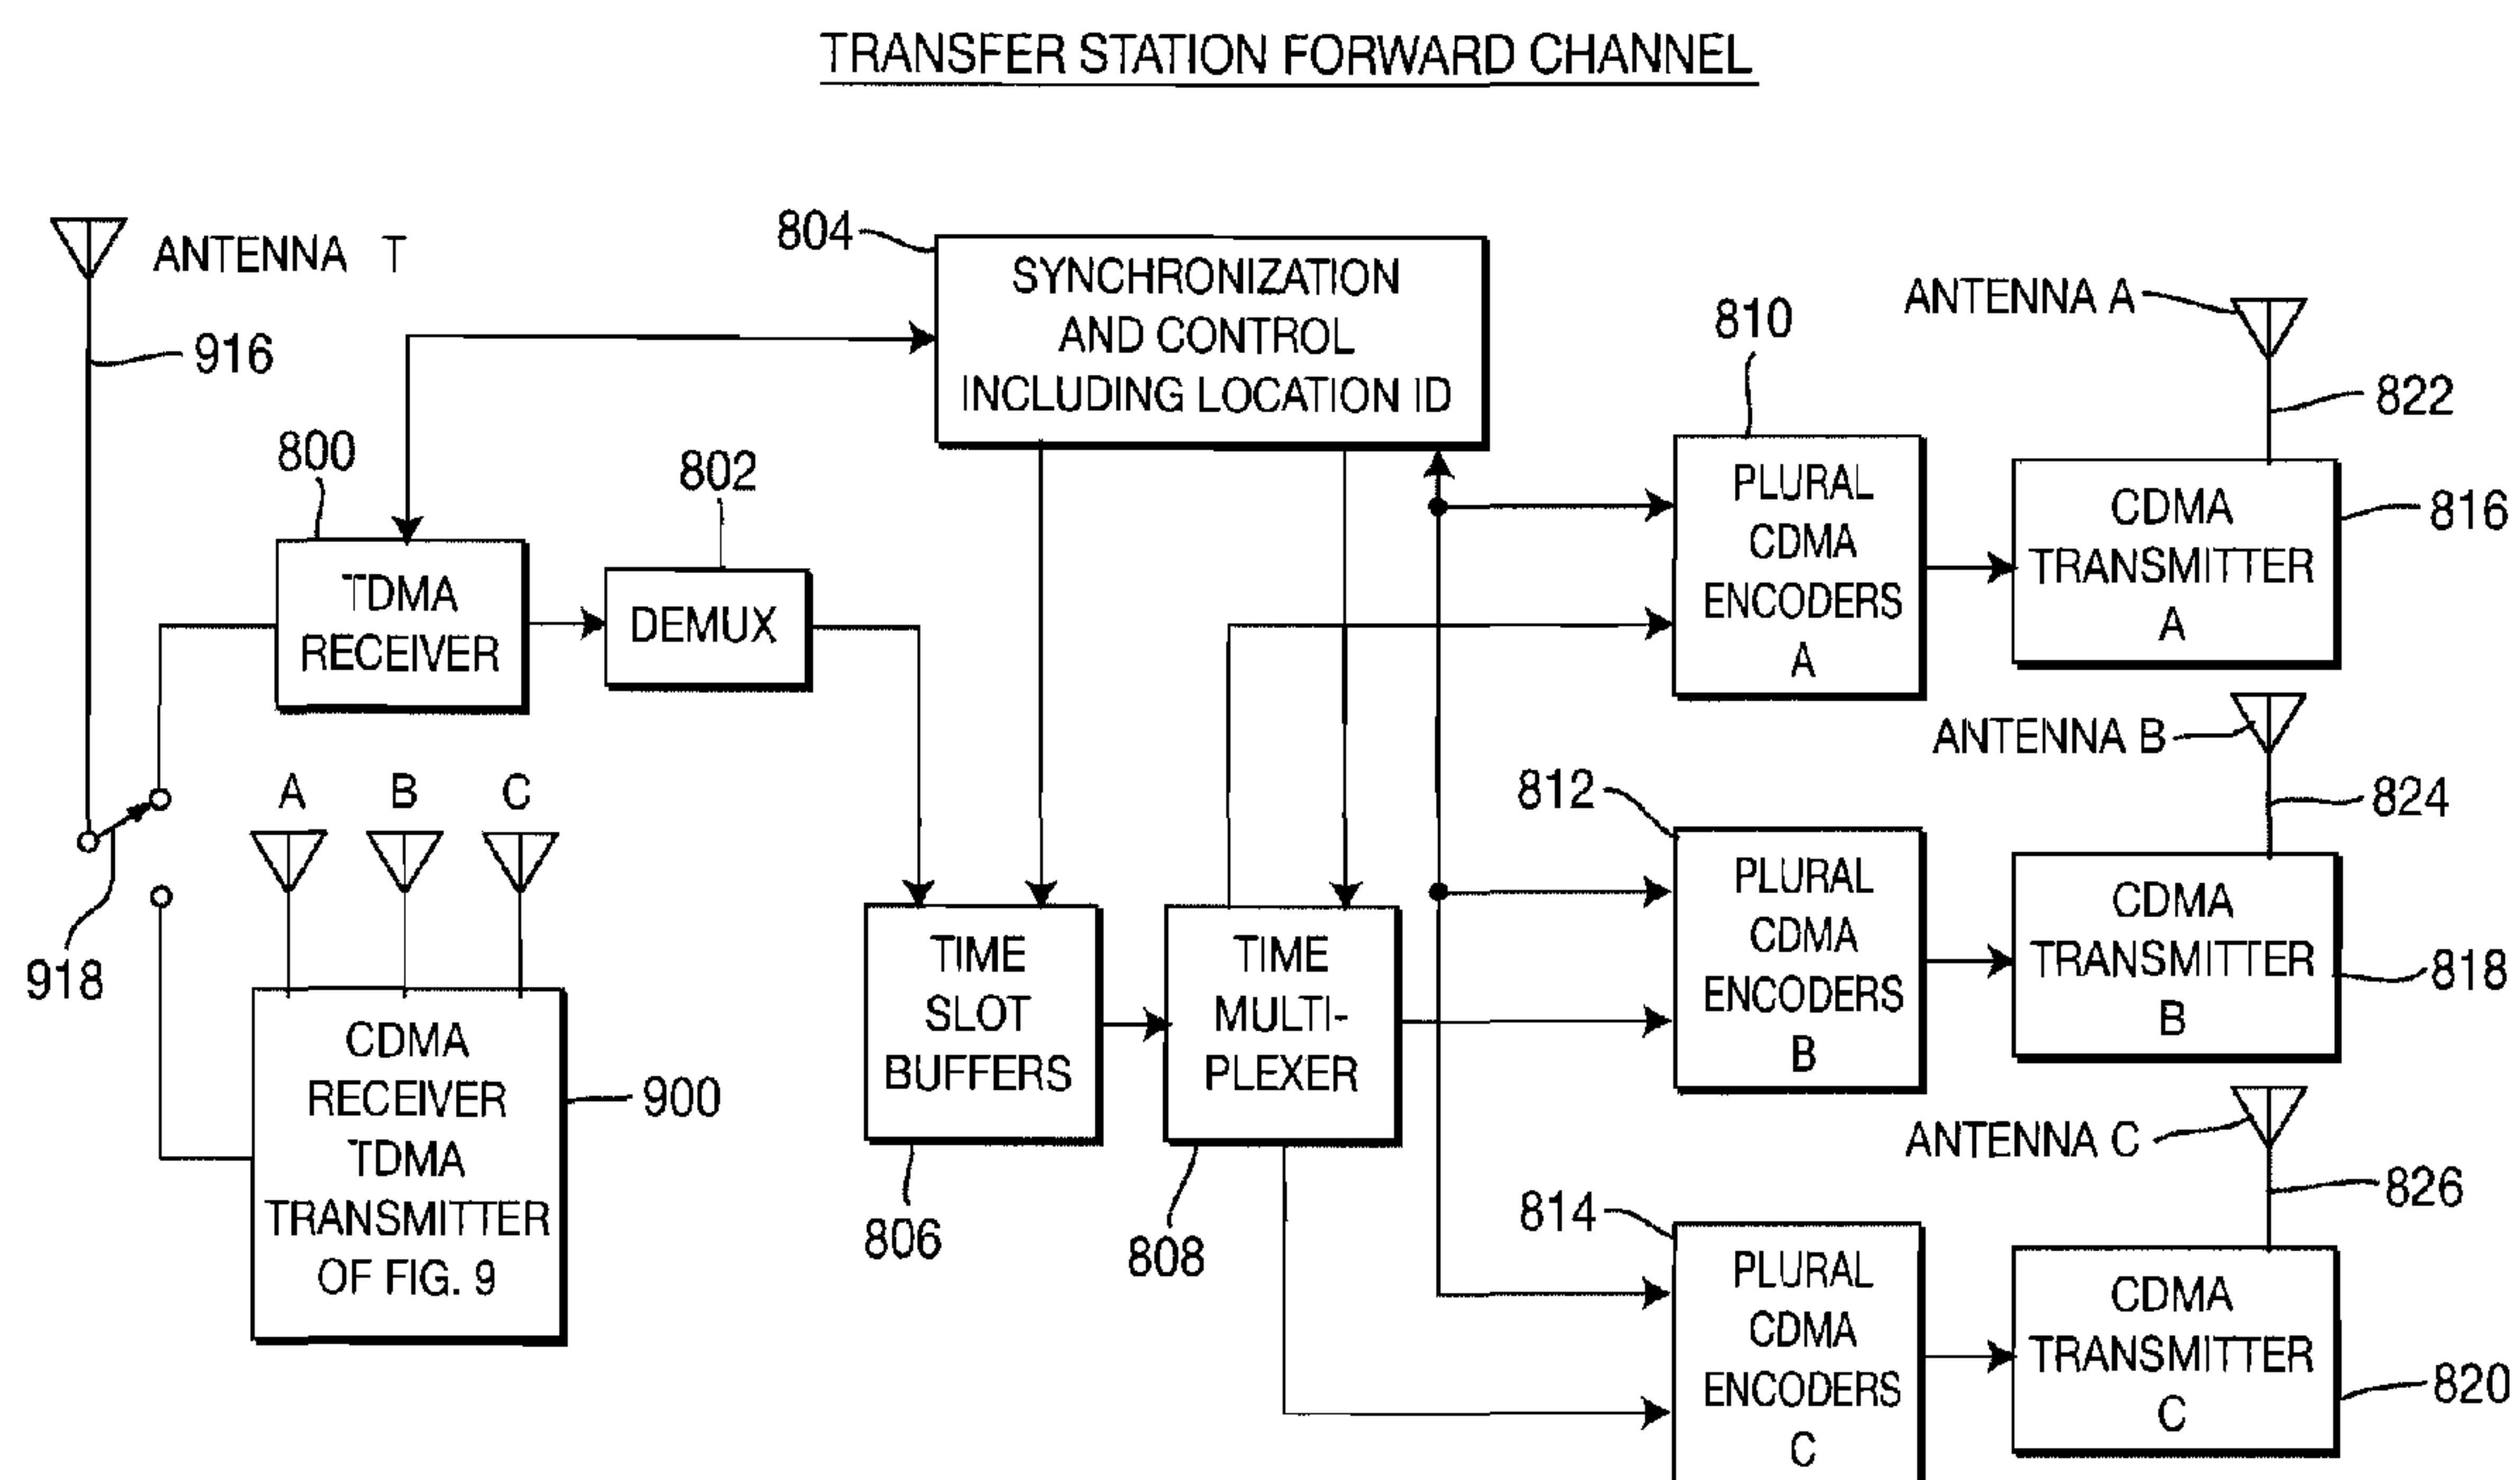 TRANSFER STATION FORWARD CHANNEL
ANTENNA T
916
804
SYNCHRONIZATION
AND CONTROL
INCLUDING LOCATION ID
800
TDMA
RECEIVER
802
DEMUX
918
A B C
CDMA
RECEIVER
TDMA
TRANSMITTER
OF FIG. 9
900
TIME
SLOT
BUFFERS
806
TIME
MULTI-
PLEXER
808
810
PLURAL
CDMA
ENCODERS
A
ANTENNA A
822
CDMA
TRANSMITTER
A
816
812
PLURAL
CDMA
ENCODERS
B
ANTENNA B
824
CDMA
TRANSMITTER
B
818
814
PLURAL
CDMA
ENCODERS
C
ANTENNA C
826
CDMA
TRANSMITTER
C
820